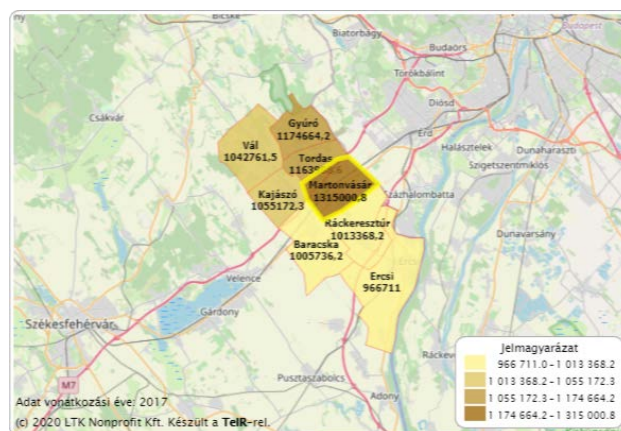 Bicske
Budapest
Biatorbágy
Budaörs
Törökbálint
Csákvár
Gyúró
1174664,2
Diósd
Vál
1042761,5
Érd
Halásztelek
Dunaharaszti
Tordas
Szigetszentmiklós
Martonvásár
1315000,8
Kajászó
1055172,3
Százhalombatta
Ráckeresztúr
1013368,2
Dunavarsány
Baracska
1005736,2
Ercsi
966711
Velence
Gárdony
Székesfehérvár
Ráckeve
Pusztaszabolcs
M7
Adony
Jelmagyarázat
966 711.0–1 013 368.2
1 013 368.2–1 055 172.3
1 055 172.3–1 174 664.2
1 174 664.2–1 315 000.8
Adat vonatkozási éve: 2017
(c) 2020 LTK Nonprofit Kft. Készült a TeIR-rel.